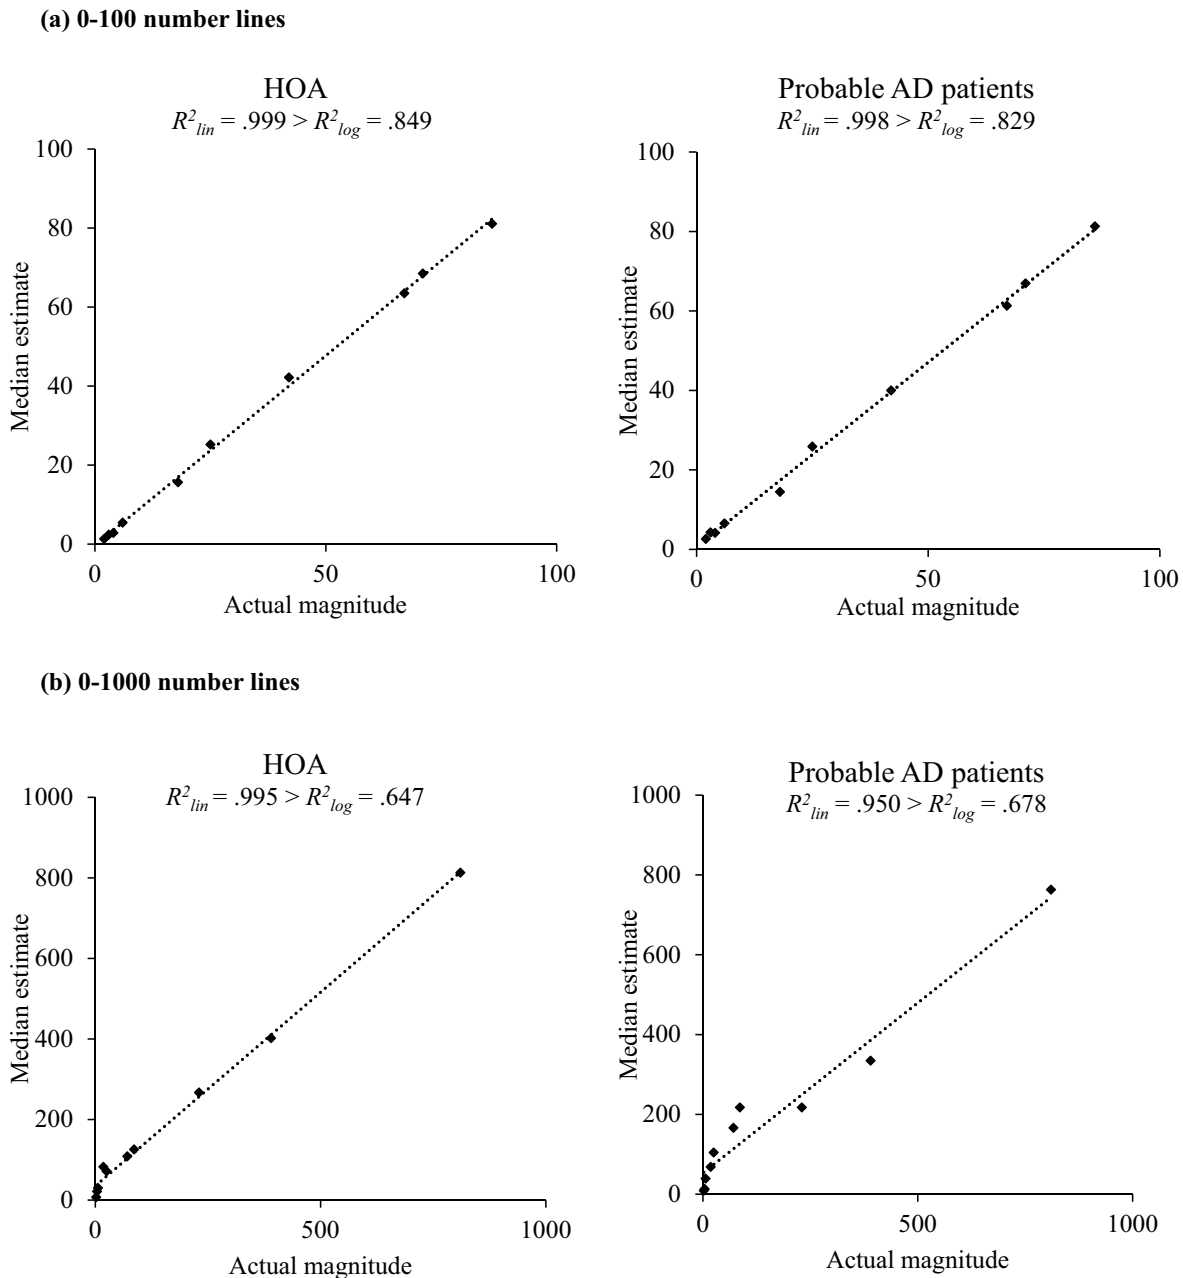 (a) 0-100 number lines
HOA
R²lin = .999 > R²log = .849
100
80
60
40
20
0
Median estimate
0
50
100
Actual magnitude
Probable AD patients
R²lin = .998 > R²log = .829
100
80
60
40
20
0
Median estimate
0
50
100
Actual magnitude
(b) 0-1000 number lines
HOA
R²lin = .995 > R²log = .647
1000
800
600
400
200
0
Median estimate
0
500
1000
Actual magnitude
Probable AD patients
R²lin = .950 > R²log = .678
1000
800
600
400
200
0
Median estimate
0
500
1000
Actual magnitude